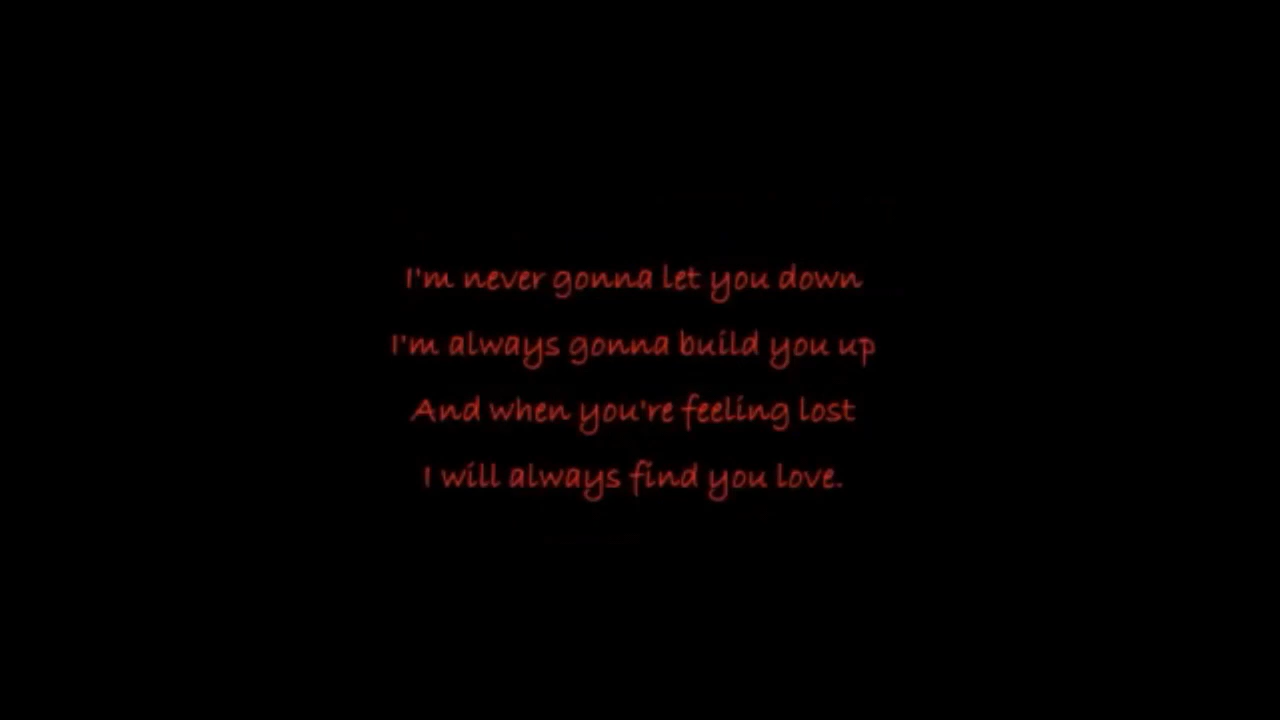 I'm never gonna let you down
I'm always gonna build you up
And when you're feeling lost
I will always find you love.